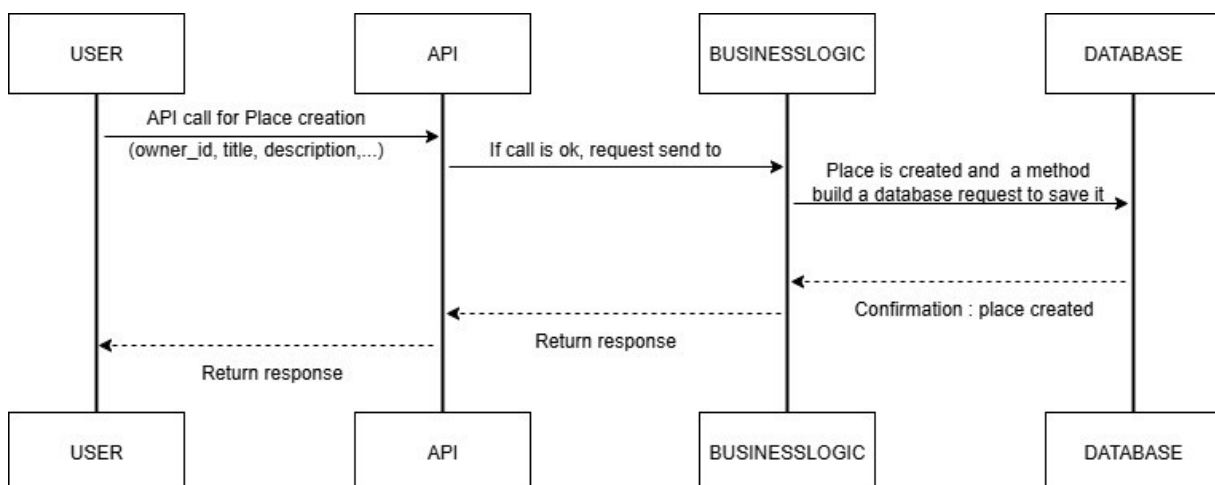 USER
API
BUSINESSLOGIC
DATABASE
API call for Place creation
(owner_id, title, description,...)
If call is ok, request send to
Place is created and a method
build a database request to save it
Confirmation : place created
Return response
Return response
USER
API
BUSINESSLOGIC
DATABASE